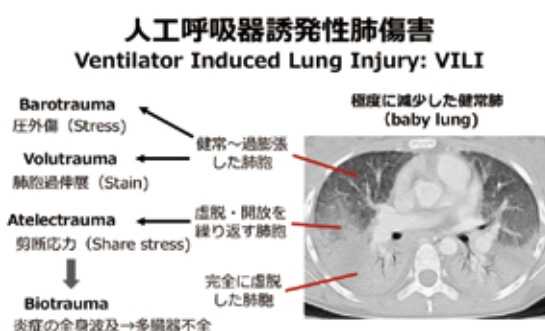 人工呼吸器誘発性肺傷害
Ventilator Induced Lung Injury: VILI
Barotrauma
圧外傷（Stress）
Volutrauma
肺胞過伸展（Stain）
Atelectrauma
剪断応力（Share stress）
Biotrauma
炎症の全身波及→多臓器不全
健常～過膨張
した肺胞
虚脱・開放を
繰り返す肺胞
完全に虚脱
した肺胞
極度に減少した健常肺
（baby lung）